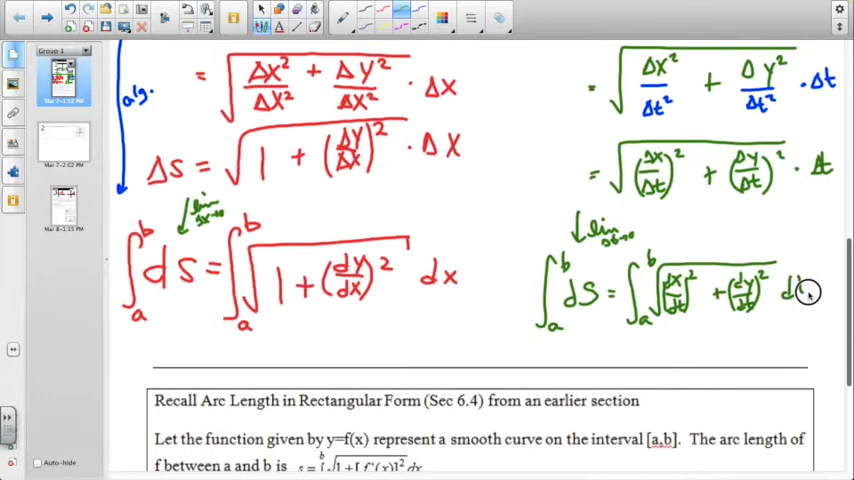 Group 1
Mar 7-1:52 PM
2
Mar 7-2:02 PM
Mar 8-1:13 PM
Auto-hide
alg.
= √(Δx²/Δx² + Δy²/Δx²) · Δx
Δs = √(1 + (Δy/Δx)²) · Δx
lim Δx→0
∫ₐᵇ ds = ∫ₐᵇ √(1 + (dy/dx)²) dx
= √(Δx²/Δt² + Δy²/Δt²) · Δt
= √((Δx/Δt)² + (Δy/Δt)²) · Δt
lim Δt→0
∫ₐᵇ ds = ∫ₐᵇ √((dx/dt)² + (dy/dt)²) dt
Recall Arc Length in Rectangular Form (Sec 6.4) from an earlier section
Let the function given by y=f(x) represent a smooth curve on the interval [a,b]. The arc length of
f between a and b is s = ∫ᵇ √1+[f'(x)]² dx